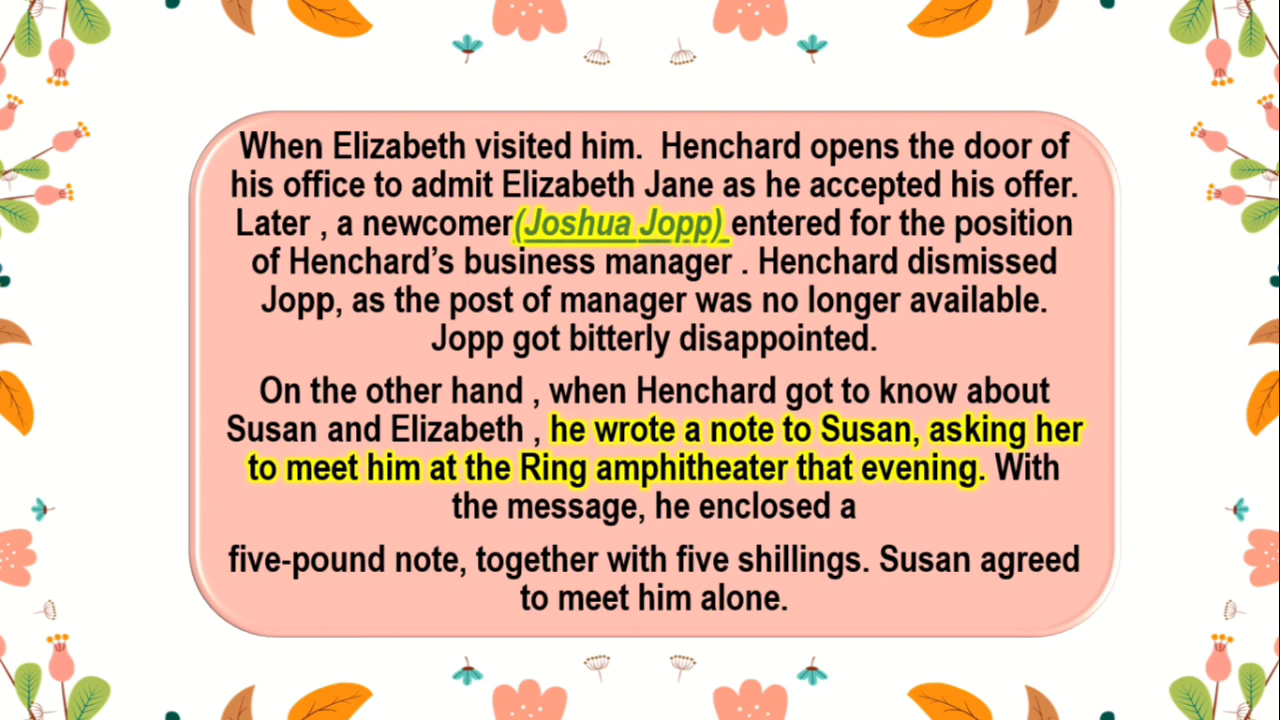 When Elizabeth visited him.  Henchard opens the door of
his office to admit Elizabeth Jane as he accepted his offer.
Later , a newcomer(Joshua Jopp) entered for the position
of Henchard’s business manager . Henchard dismissed
Jopp, as the post of manager was no longer available.
Jopp got bitterly disappointed.
On the other hand , when Henchard got to know about
Susan and Elizabeth , he wrote a note to Susan, asking her
to meet him at the Ring amphitheater that evening. With
the message, he enclosed a
five-pound note, together with five shillings. Susan agreed
to meet him alone.